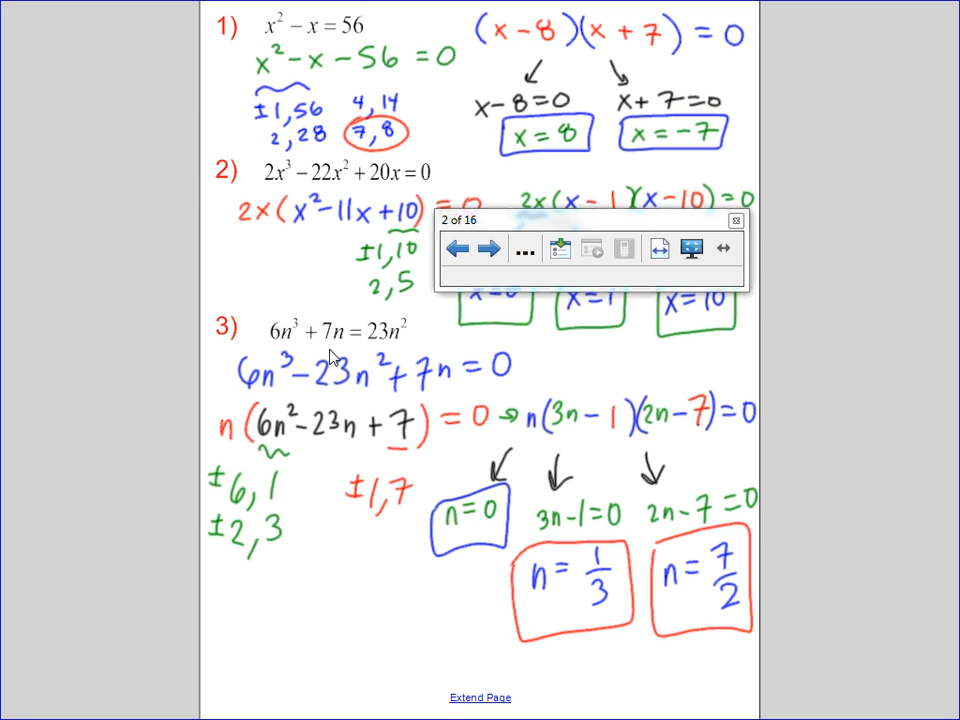 1) x² − x = 56
(x − 8)(x + 7) = 0
x² − x − 56 = 0
x − 8 = 0 x + 7 = 0
±1, 56 4, 14
2, 28 7, 8
x = 8 x = −7
2) 2x³ − 22x² + 20x = 0
2x(x² − 11x + 10) = 0 2x(x − 1)(x − 10) = 0
±1, 10
2, 5
2 of 16
...
x = 1 x = 10
3) 6n³ + 7n = 23n²
6n³ − 23n² + 7n = 0
n(6n² − 23n + 7) = 0 → n(3n − 1)(2n − 7) = 0
±6, 1 ±1, 7
±2, 3
n = 0 3n − 1 = 0 2n − 7 = 0
n = 1/3 n = 7/2
Extend Page